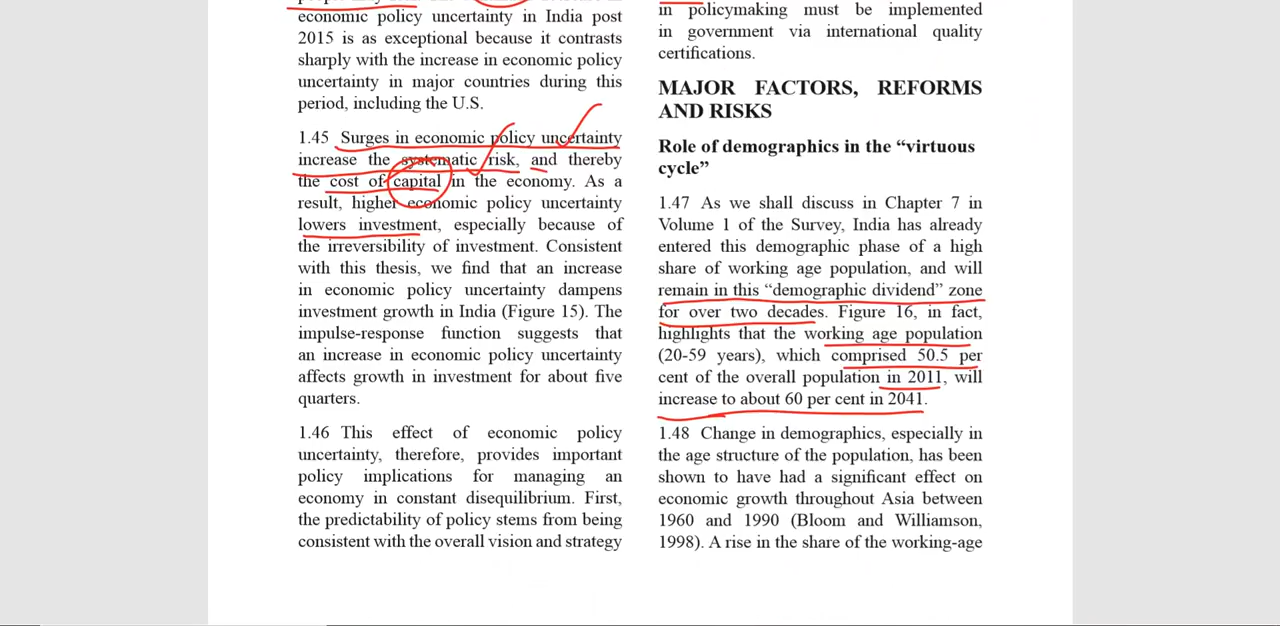 economic policy uncertainty in India post
2015 is as exceptional because it contrasts
sharply with the increase in economic policy
uncertainty in major countries during this
period, including the U.S.
1.45 Surges in economic policy uncertainty
increase the systematic risk, and thereby
the cost of capital in the economy. As a
result, higher economic policy uncertainty
lowers investment, especially because of
the irreversibility of investment. Consistent
with this thesis, we find that an increase
in economic policy uncertainty dampens
investment growth in India (Figure 15). The
impulse-response function suggests that
an increase in economic policy uncertainty
affects growth in investment for about five
quarters.
1.46 This effect of economic policy
uncertainty, therefore, provides important
policy implications for managing an
economy in constant disequilibrium. First,
the predictability of policy stems from being
consistent with the overall vision and strategy
in policymaking must be implemented
in government via international quality
certifications.
MAJOR FACTORS, REFORMS
AND RISKS
Role of demographics in the “virtuous
cycle”
1.47 As we shall discuss in Chapter 7 in
Volume 1 of the Survey, India has already
entered this demographic phase of a high
share of working age population, and will
remain in this “demographic dividend” zone
for over two decades. Figure 16, in fact,
highlights that the working age population
(20-59 years), which comprised 50.5 per
cent of the overall population in 2011, will
increase to about 60 per cent in 2041.
1.48 Change in demographics, especially in
the age structure of the population, has been
shown to have had a significant effect on
economic growth throughout Asia between
1960 and 1990 (Bloom and Williamson,
1998). A rise in the share of the working-age